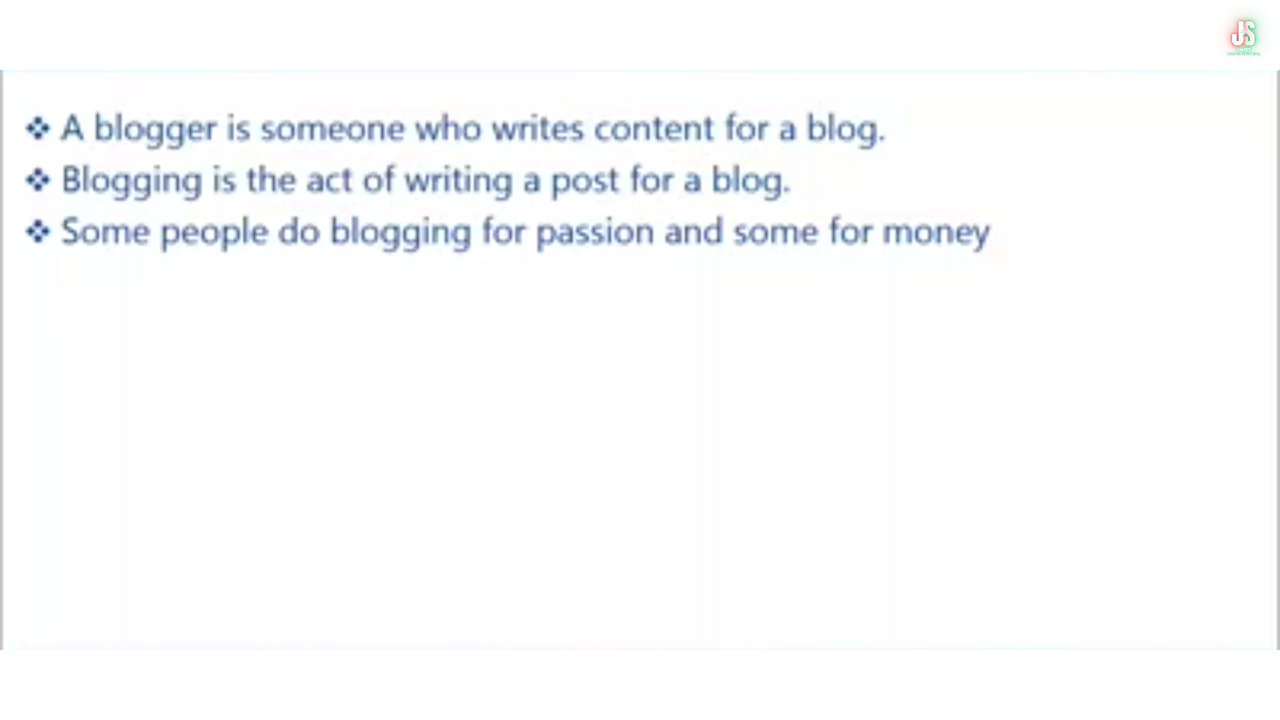 JS
❖ A blogger is someone who writes content for a blog.
❖ Blogging is the act of writing a post for a blog.
❖ Some people do blogging for passion and some for money